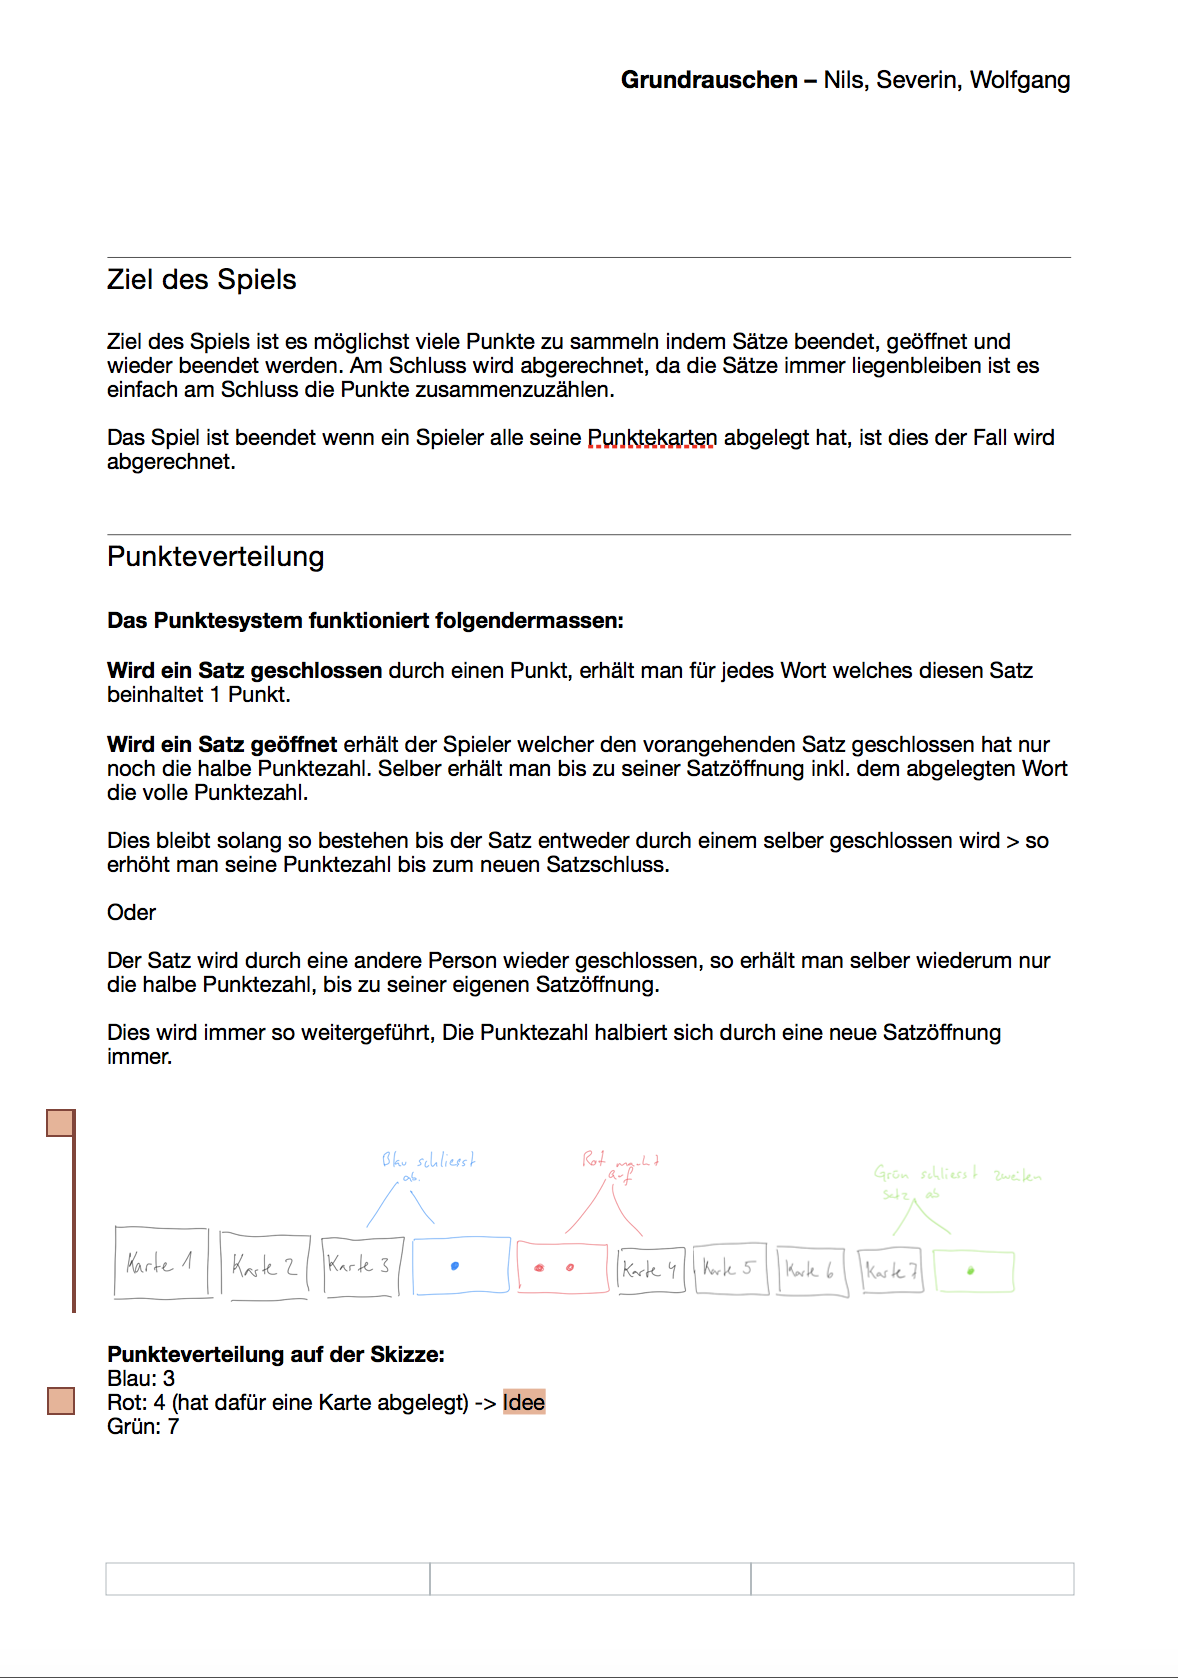 Grundrauschen – Nils, Severin, Wolfgang
Ziel des Spiels
Ziel des Spiels ist es möglichst viele Punkte zu sammeln indem Sätze beendet, geöffnet und
wieder beendet werden. Am Schluss wird abgerechnet, da die Sätze immer liegenbleiben ist es
einfach am Schluss die Punkte zusammenzuzählen.
Das Spiel ist beendet wenn ein Spieler alle seine Punktekarten abgelegt hat, ist dies der Fall wird
abgerechnet.
Punkteverteilung
Das Punktesystem funktioniert folgendermassen:
Wird ein Satz geschlossen durch einen Punkt, erhält man für jedes Wort welches diesen Satz
beinhaltet 1 Punkt.
Wird ein Satz geöffnet erhält der Spieler welcher den vorangehenden Satz geschlossen hat nur
noch die halbe Punktezahl. Selber erhält man bis zu seiner Satzöffnung inkl. dem abgelegten Wort
die volle Punktezahl.
Dies bleibt solang so bestehen bis der Satz entweder durch einem selber geschlossen wird > so
erhöht man seine Punktezahl bis zum neuen Satzschluss.
Oder
Der Satz wird durch eine andere Person wieder geschlossen, so erhält man selber wiederum nur
die halbe Punktezahl, bis zu seiner eigenen Satzöffnung.
Dies wird immer so weitergeführt, Die Punktezahl halbiert sich durch eine neue Satzöffnung
immer.
Blau schliesst
ab.
Rot macht
auf
Grün schliesst zweiten
satz ab
Karte 1 Karte 2 Karte 3 Karte 4 Karte 5 Karte 6 Karte 7
Punkteverteilung auf der Skizze:
Blau: 3
Rot: 4 (hat dafür eine Karte abgelegt) -> Idee
Grün: 7